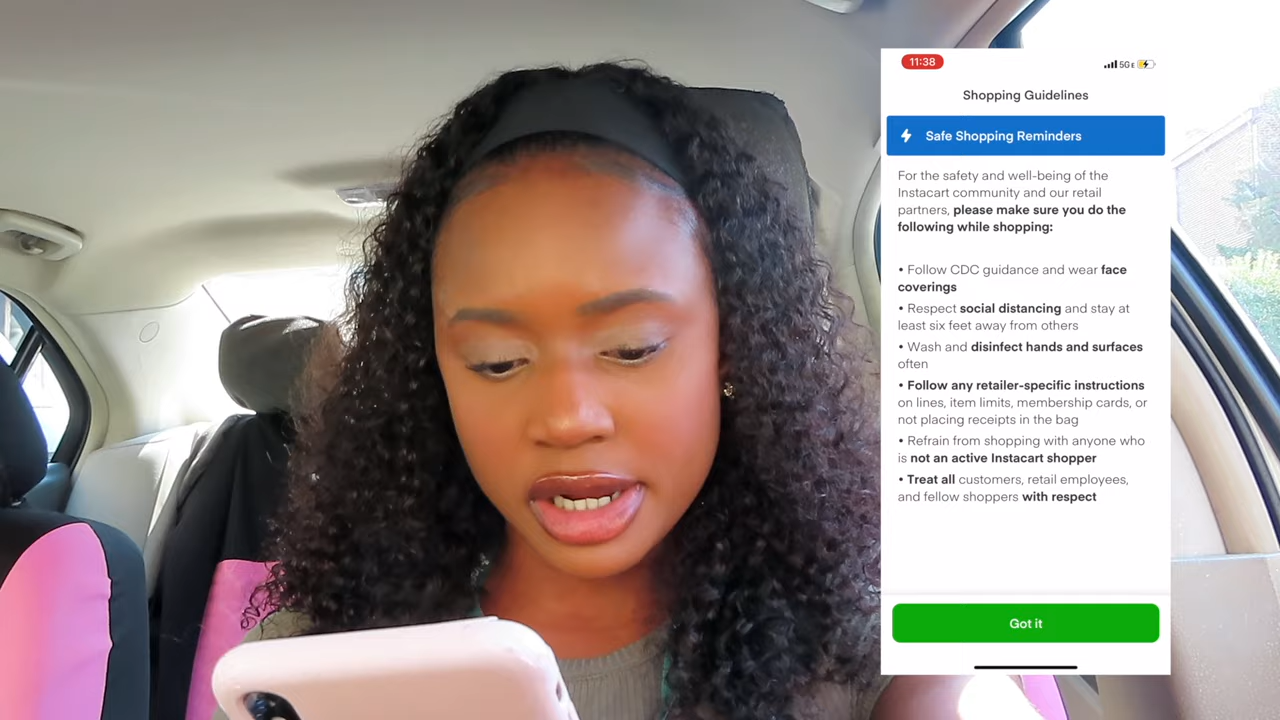 11:38
5G E
Shopping Guidelines
Safe Shopping Reminders
For the safety and well-being of the
Instacart community and our retail
partners, please make sure you do the
following while shopping:
• Follow CDC guidance and wear face
coverings
• Respect social distancing and stay at
least six feet away from others
• Wash and disinfect hands and surfaces
often
• Follow any retailer-specific instructions
on lines, item limits, membership cards, or
not placing receipts in the bag
• Refrain from shopping with anyone who
is not an active Instacart shopper
• Treat all customers, retail employees,
and fellow shoppers with respect
Got it